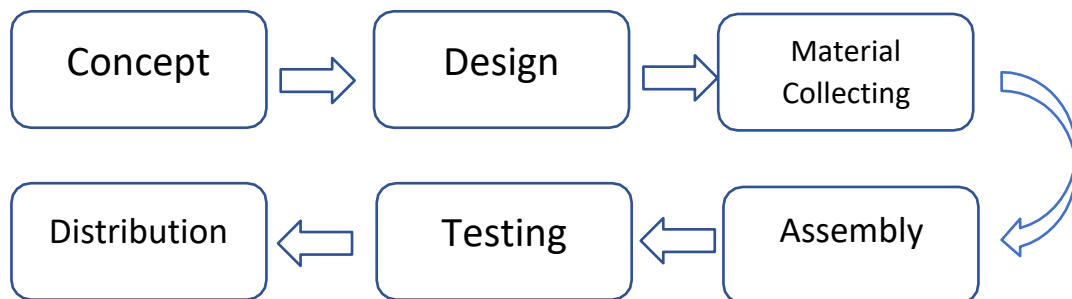 Concept
Design
Material
Collecting
Assembly
Testing
Distribution